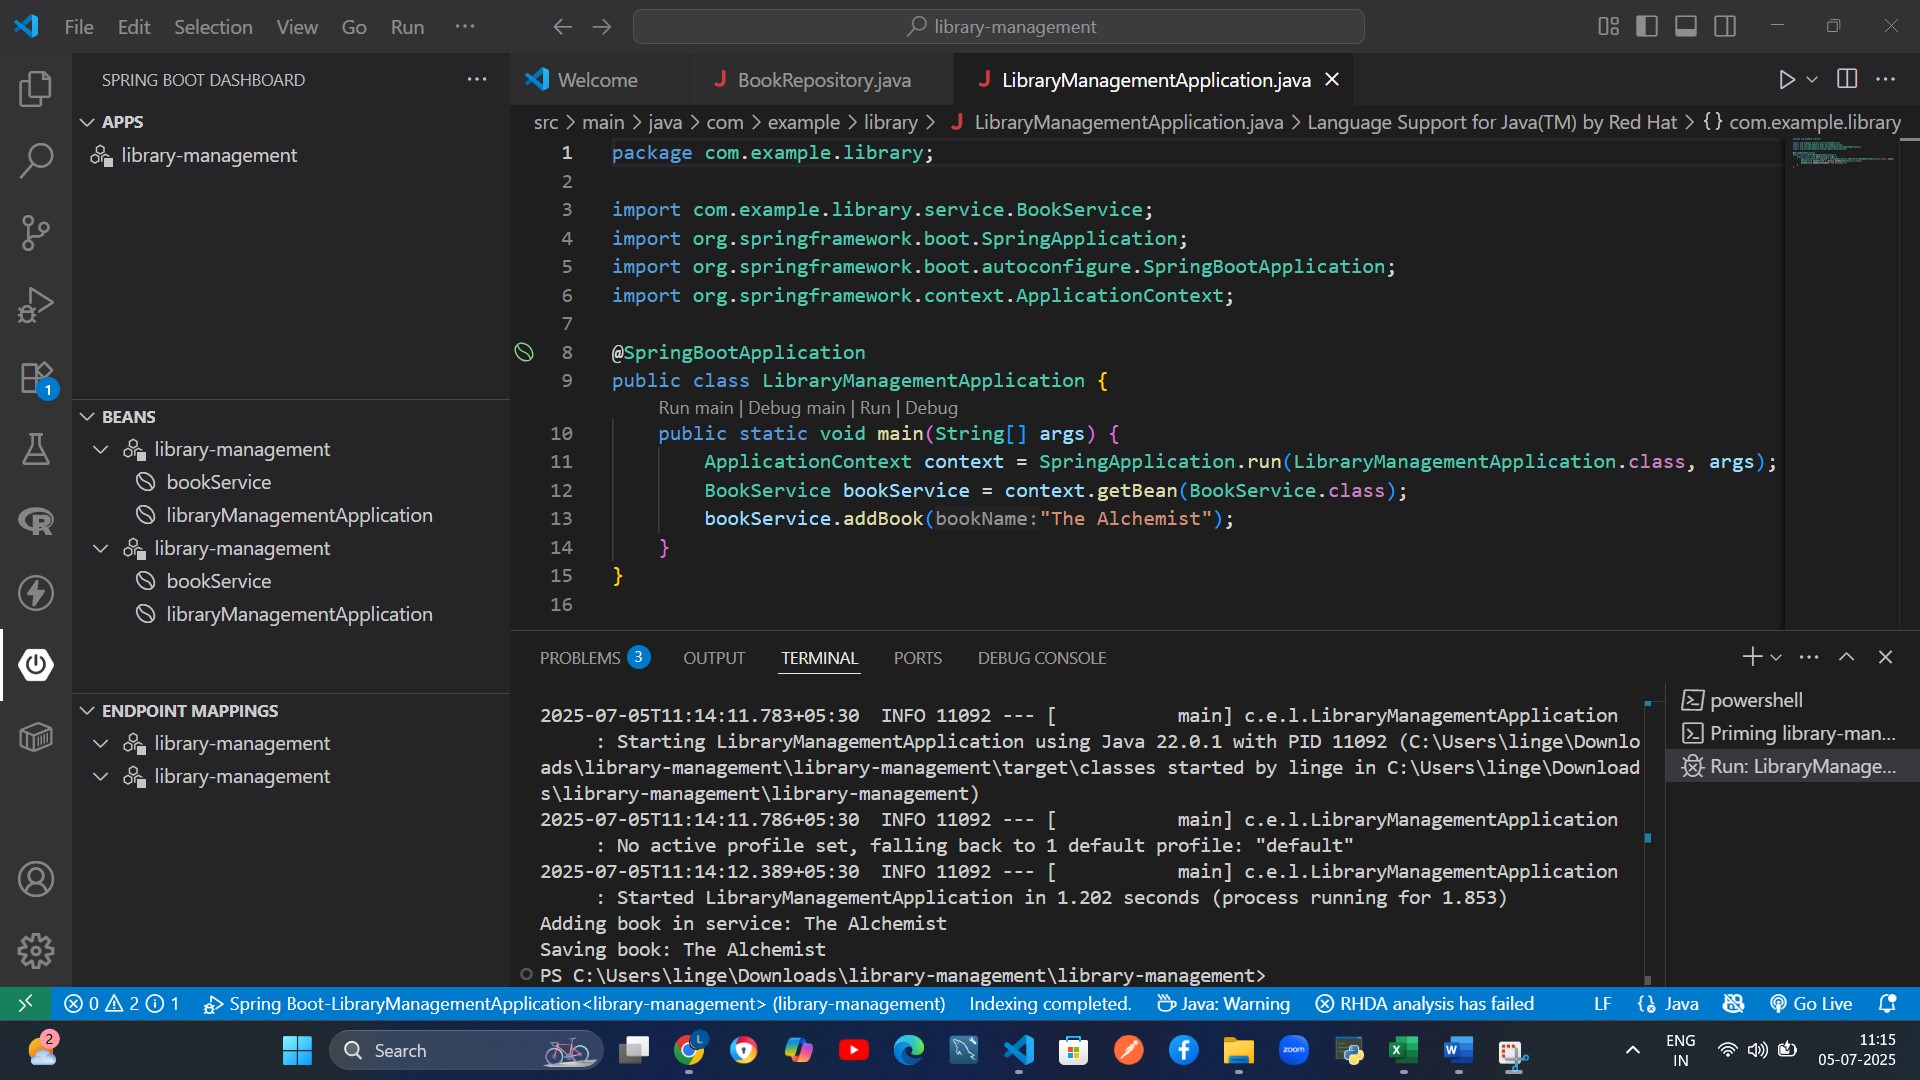 File Edit Selection View Go Run ··· library-management
SPRING BOOT DASHBOARD ···
APPS
library-management
BEANS
library-management
bookService
libraryManagementApplication
library-management
bookService
libraryManagementApplication
ENDPOINT MAPPINGS
library-management
library-management
1
Welcome BookRepository.java LibraryManagementApplication.java
src > main > java > com > example > library > LibraryManagementApplication.java > Language Support for Java(TM) by Red Hat > {} com.example.library
1 package com.example.library;
2
3 import com.example.library.service.BookService;
4 import org.springframework.boot.SpringApplication;
5 import org.springframework.boot.autoconfigure.SpringBootApplication;
6 import org.springframework.context.ApplicationContext;
7
8 @SpringBootApplication
9 public class LibraryManagementApplication {
Run main | Debug main | Run | Debug
10 public static void main(String[] args) {
11 ApplicationContext context = SpringApplication.run(LibraryManagementApplication.class, args);
12 BookService bookService = context.getBean(BookService.class);
13 bookService.addBook(bookName:"The Alchemist");
14 }
15 }
16
PROBLEMS 3 OUTPUT TERMINAL PORTS DEBUG CONSOLE
2025-07-05T11:14:11.783+05:30  INFO 11092 --- [           main] c.e.l.LibraryManagementApplication
: Starting LibraryManagementApplication using Java 22.0.1 with PID 11092 (C:\Users\linge\Downlo
ads\library-management\library-management\target\classes started by linge in C:\Users\linge\Download
s\library-management\library-management)
2025-07-05T11:14:11.786+05:30  INFO 11092 --- [           main] c.e.l.LibraryManagementApplication
: No active profile set, falling back to 1 default profile: "default"
2025-07-05T11:14:12.389+05:30  INFO 11092 --- [           main] c.e.l.LibraryManagementApplication
: Started LibraryManagementApplication in 1.202 seconds (process running for 1.853)
Adding book in service: The Alchemist
Saving book: The Alchemist
PS C:\Users\linge\Downloads\library-management\library-management>
powershell
Priming library-man...
Run: LibraryManage...
0 2 1 Spring Boot-LibraryManagementApplication<library-management> (library-management) Indexing completed. Java: Warning RHDA analysis has failed LF Java Go Live
2 Search L zoom ENG 11:15
IN 05-07-2025